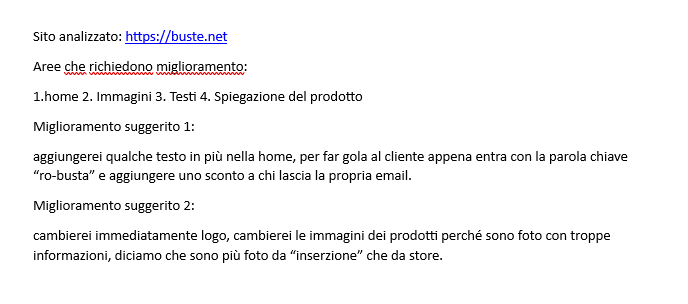 Sito analizzato: https://buste.net
Aree che richiedono miglioramento:
1.home 2. Immagini 3. Testi 4. Spiegazione del prodotto
Miglioramento suggerito 1:
aggiungerei qualche testo in più nella home, per far gola al cliente appena entra con la parola chiave
“ro-busta” e aggiungere uno sconto a chi lascia la propria email.
Miglioramento suggerito 2:
cambierei immediatamente logo, cambierei le immagini dei prodotti perché sono foto con troppe
informazioni, diciamo che sono più foto da “inserzione” che da store.